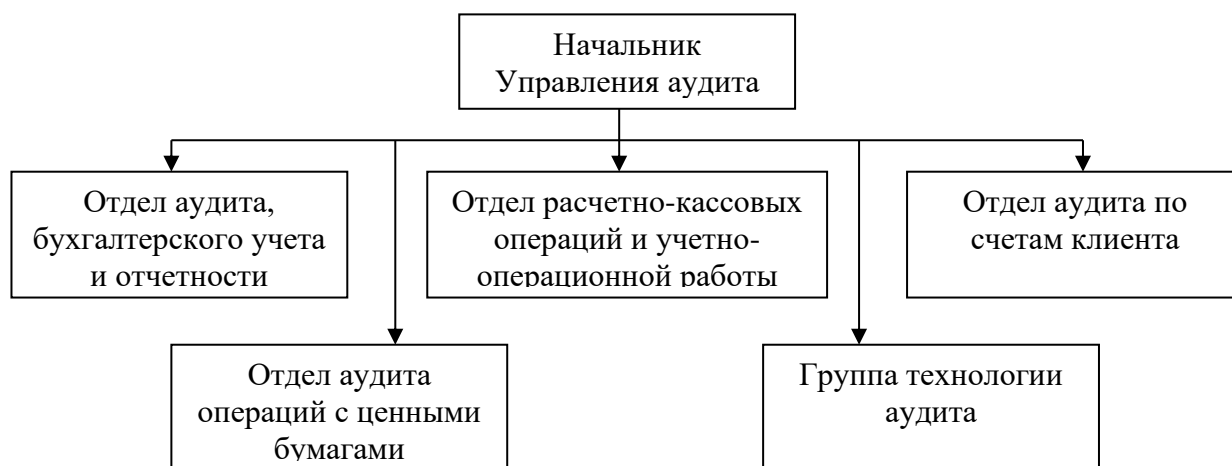 Начальник
Управления аудита
Отдел аудита,
бухгалтерского учета
и отчетности
Отдел расчетно-кассовых
операций и учетно-
операционной работы
Отдел аудита по
счетам клиента
Отдел аудита
операций с ценными
бумагами
Группа технологии
аудита